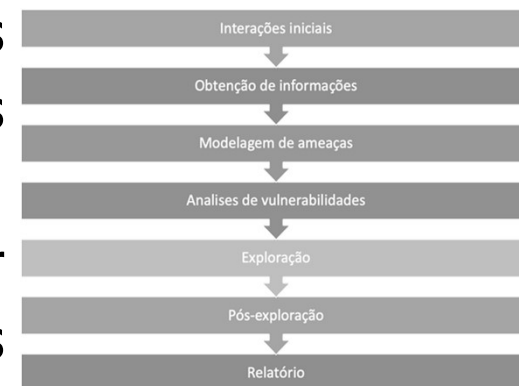 Interações iniciais
Obtenção de informações
Modelagem de ameaças
Analises de vulnerabilidades
Exploração
Pós-exploração
Relatório